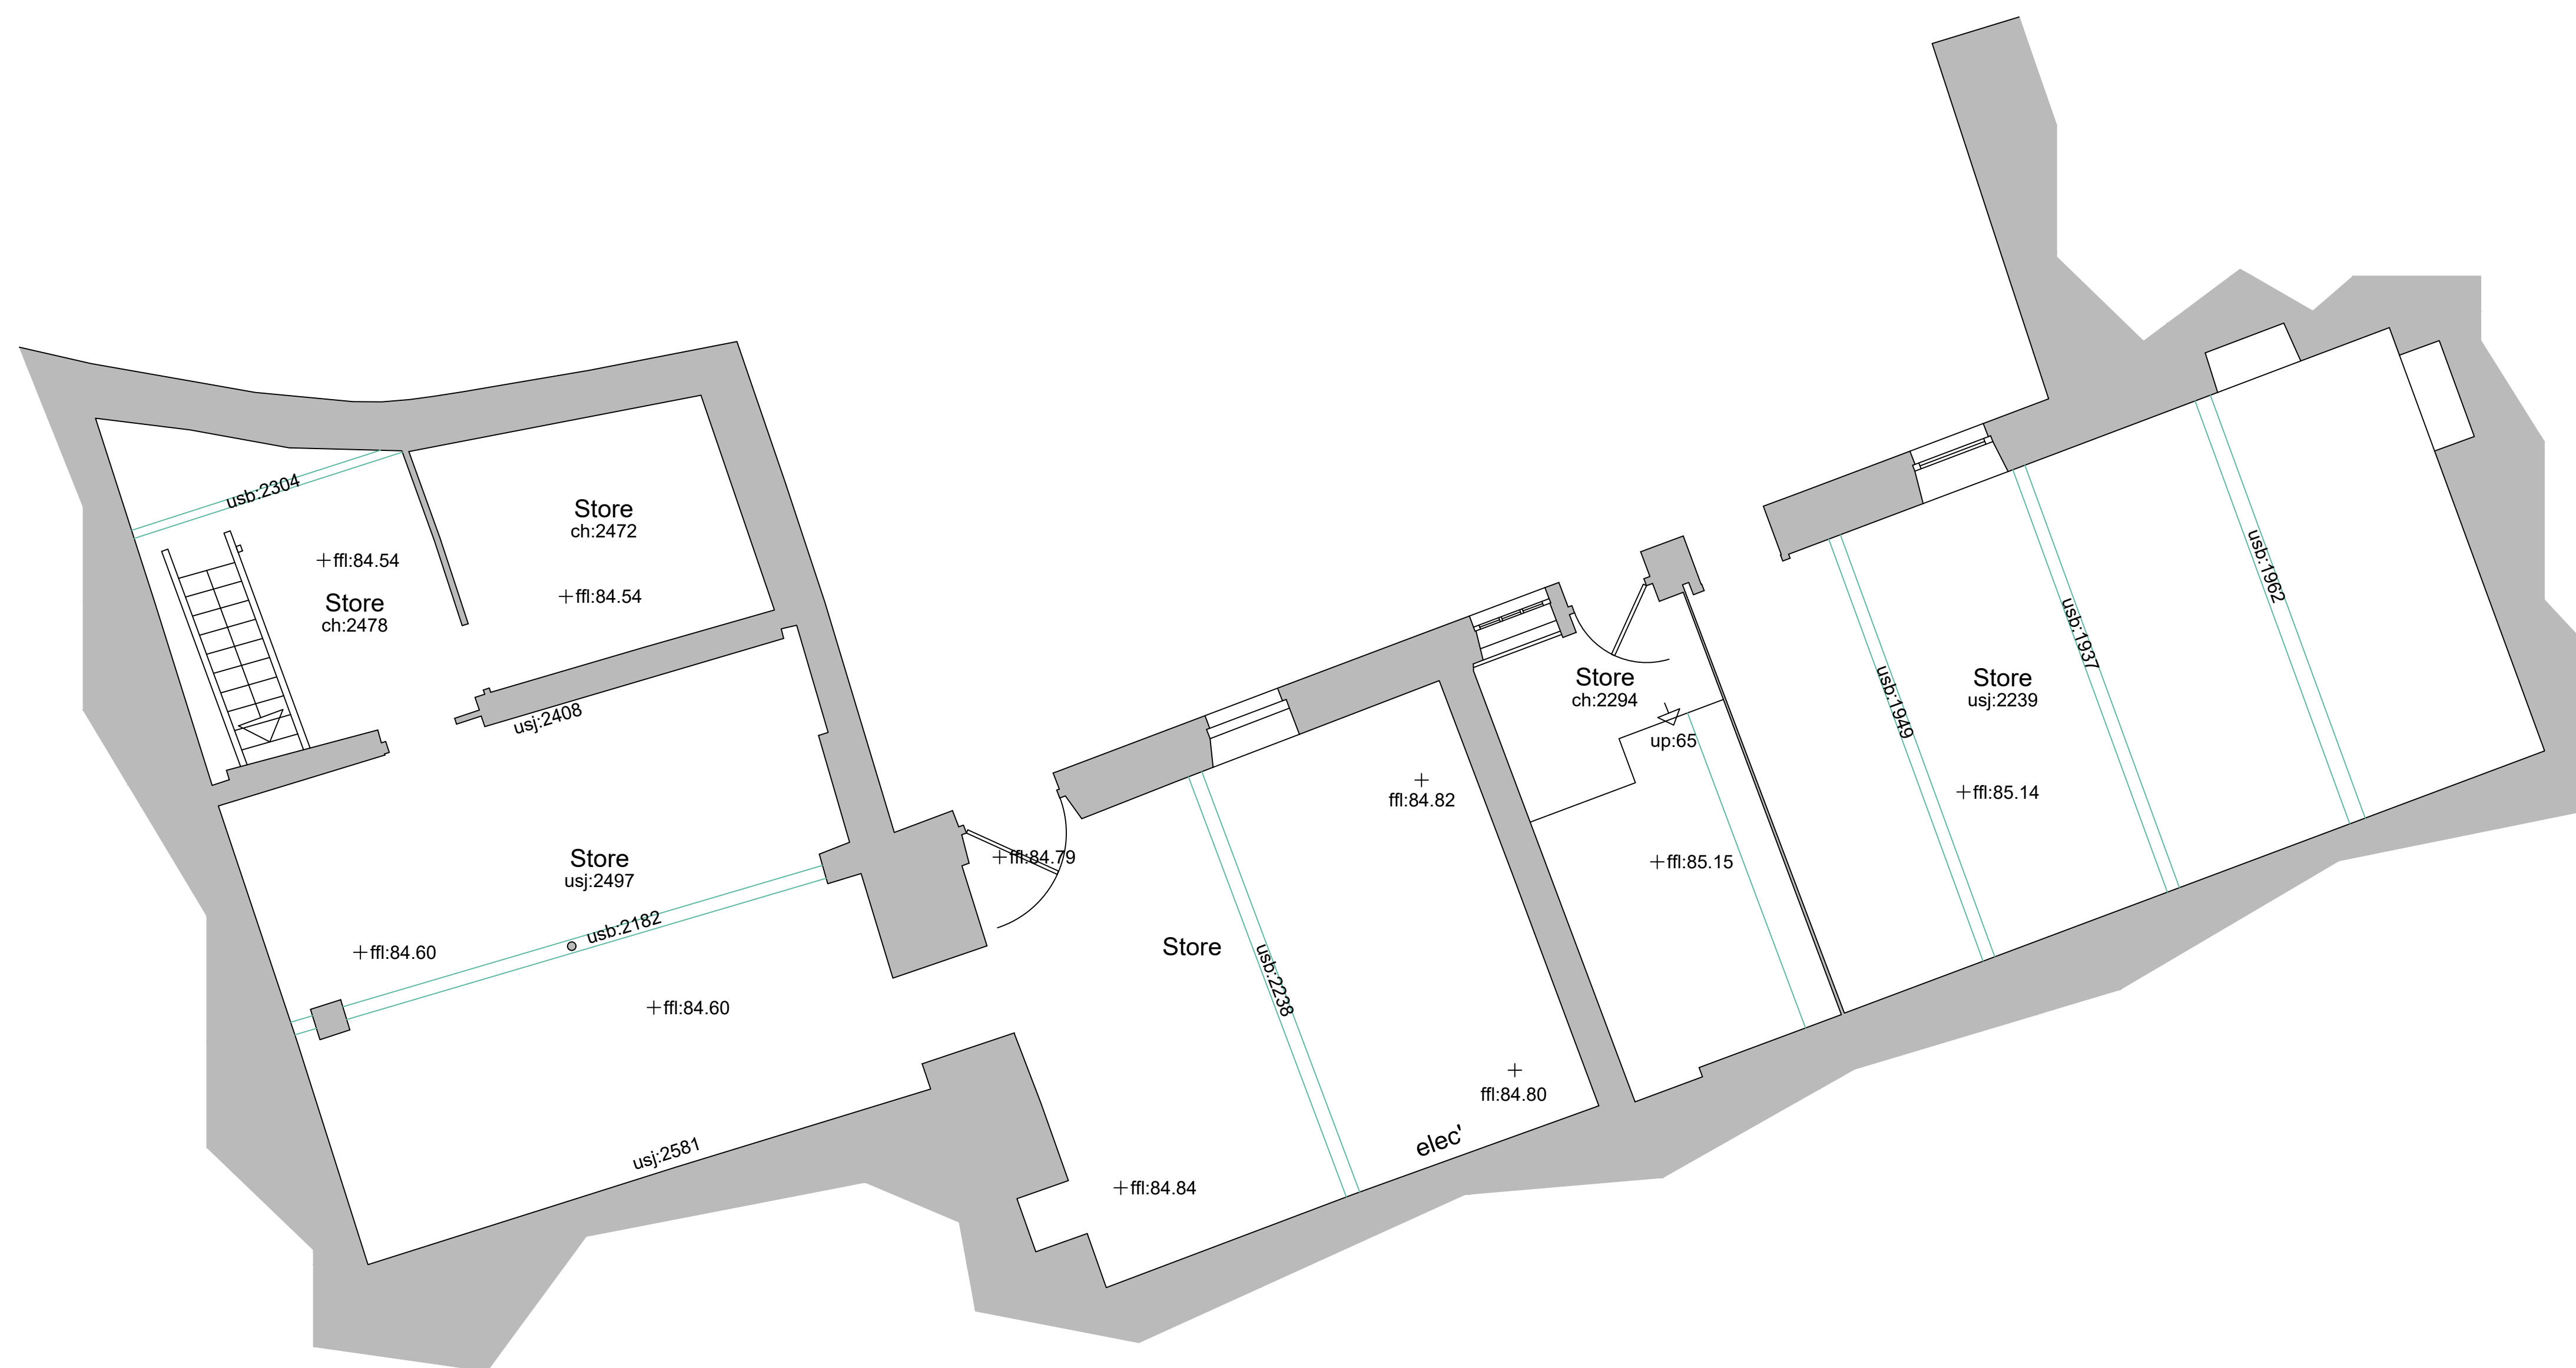 usb:2304
Store
ch:2472
ffl:84.54
ffl:84.54
Store
ch:2478
usj:2408
Store
usj:2497
usb:2182
ffl:84.60
ffl:84.60
usj:2581
ffl:84.79
Store
usb:2238
ffl:84.82
ffl:84.80
elec'
ffl:84.84
Store
ch:2294
up:65
ffl:85.15
usb:1949
Store
usj:2239
ffl:85.14
usb:1937
usb:1962